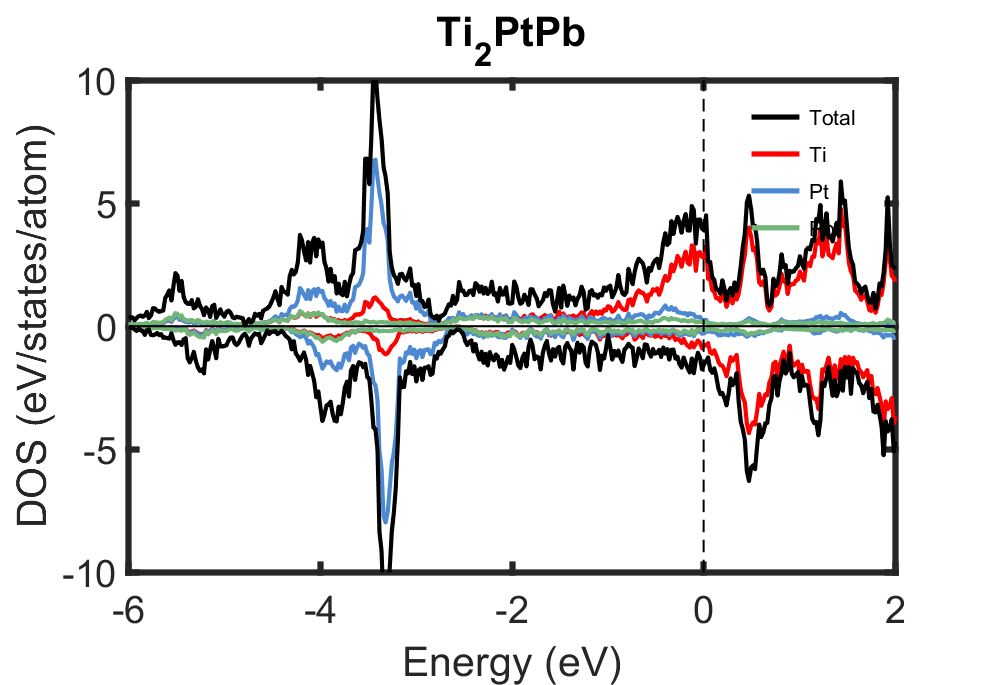 Ti₂PtPb
DOS (eV/states/atom)
10
5
0
-5
-10
Total
Ti
Pt
-6 -4 -2 0 2
Energy (eV)